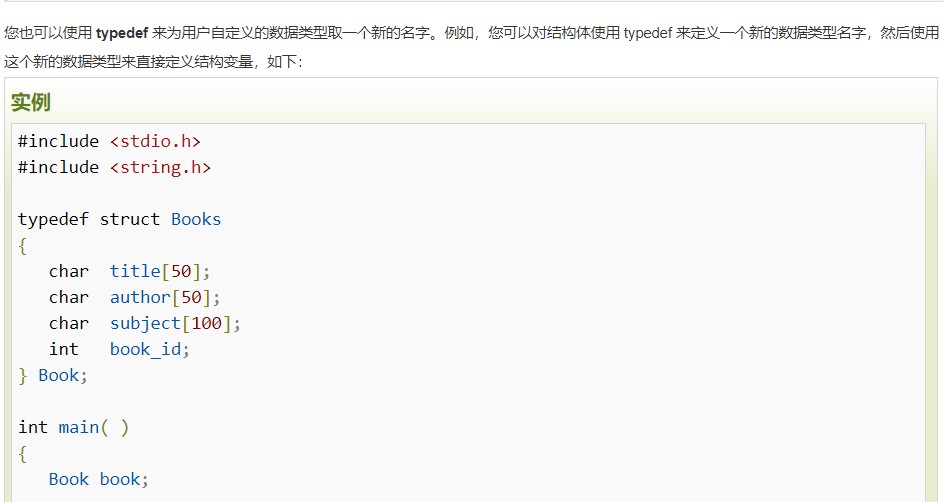 您也可以使用 typedef 来为用户自定义的数据类型取一个新的名字。例如，您可以对结构体使用 typedef 来定义一个新的数据类型名字，然后使用
这个新的数据类型来直接定义结构变量，如下：
实例
#include <stdio.h>
#include <string.h>
typedef struct Books
{
   char  title[50];
   char  author[50];
   char  subject[100];
   int   book_id;
} Book;
int main( )
{
   Book book;